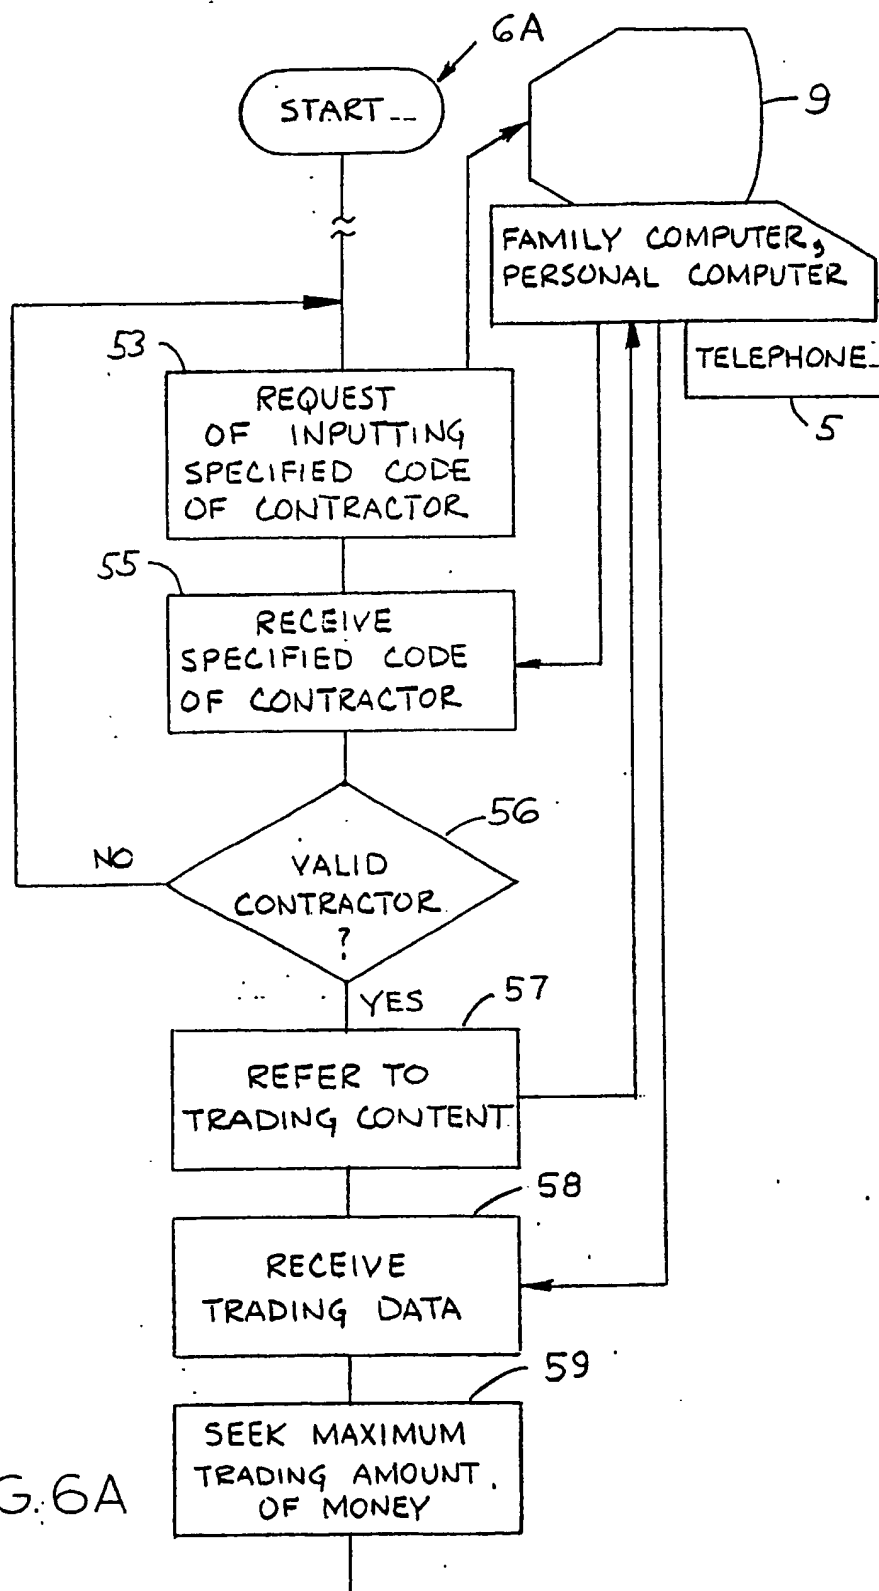 6A
START
9
FAMILY COMPUTER,
PERSONAL COMPUTER
TELEPHONE
5
53
REQUEST
OF INPUTTING
SPECIFIED CODE
OF CONTRACTOR
55
RECEIVE
SPECIFIED CODE
OF CONTRACTOR
56
VALID
CONTRACTOR
?
NO
YES
57
REFER TO
TRADING CONTENT
58
RECEIVE
TRADING DATA
59
SEEK MAXIMUM
TRADING AMOUNT
OF MONEY
G. 6A